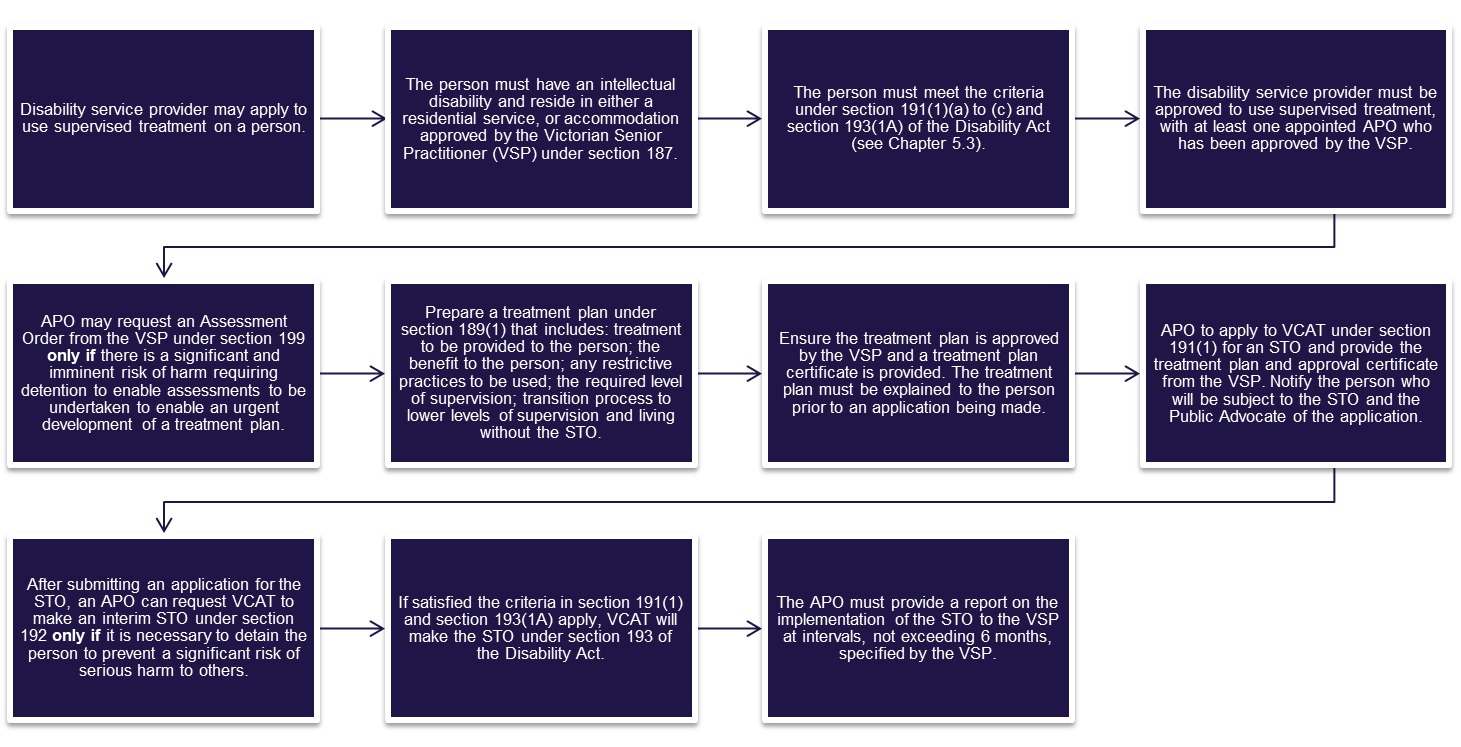 Disability service provider may apply to
use supervised treatment on a person.
The person must have an intellectual
disability and reside in either a
residential service, or accommodation
approved by the Victorian Senior
Practitioner (VSP) under section 187.
The person must meet the criteria
under section 191(1)(a) to (c) and
section 193(1A) of the Disability Act
(see Chapter 5.3).
The disability service provider must be
approved to use supervised treatment,
with at least one appointed APO who
has been approved by the VSP.
APO may request an Assessment
Order from the VSP under section 199
only if there is a significant and
imminent risk of harm requiring
detention to enable assessments to be
undertaken to enable an urgent
development of a treatment plan.
Prepare a treatment plan under
section 189(1) that includes: treatment
to be provided to the person; the
benefit to the person; any restrictive
practices to be used; the required level
of supervision; transition process to
lower levels of supervision and living
without the STO.
Ensure the treatment plan is approved
by the VSP and a treatment plan
certificate is provided. The treatment
plan must be explained to the person
prior to an application being made.
APO to apply to VCAT under section
191(1) for an STO and provide the
treatment plan and approval certificate
from the VSP. Notify the person who
will be subject to the STO and the
Public Advocate of the application.
After submitting an application for the
STO, an APO can request VCAT to
make an interim STO under section
192 only if it is necessary to detain the
person to prevent a significant risk of
serious harm to others.
If satisfied the criteria in section 191(1)
and section 193(1A) apply, VCAT will
make the STO under section 193 of
the Disability Act.
The APO must provide a report on the
implementation of the STO to the VSP
at intervals, not exceeding 6 months,
specified by the VSP.